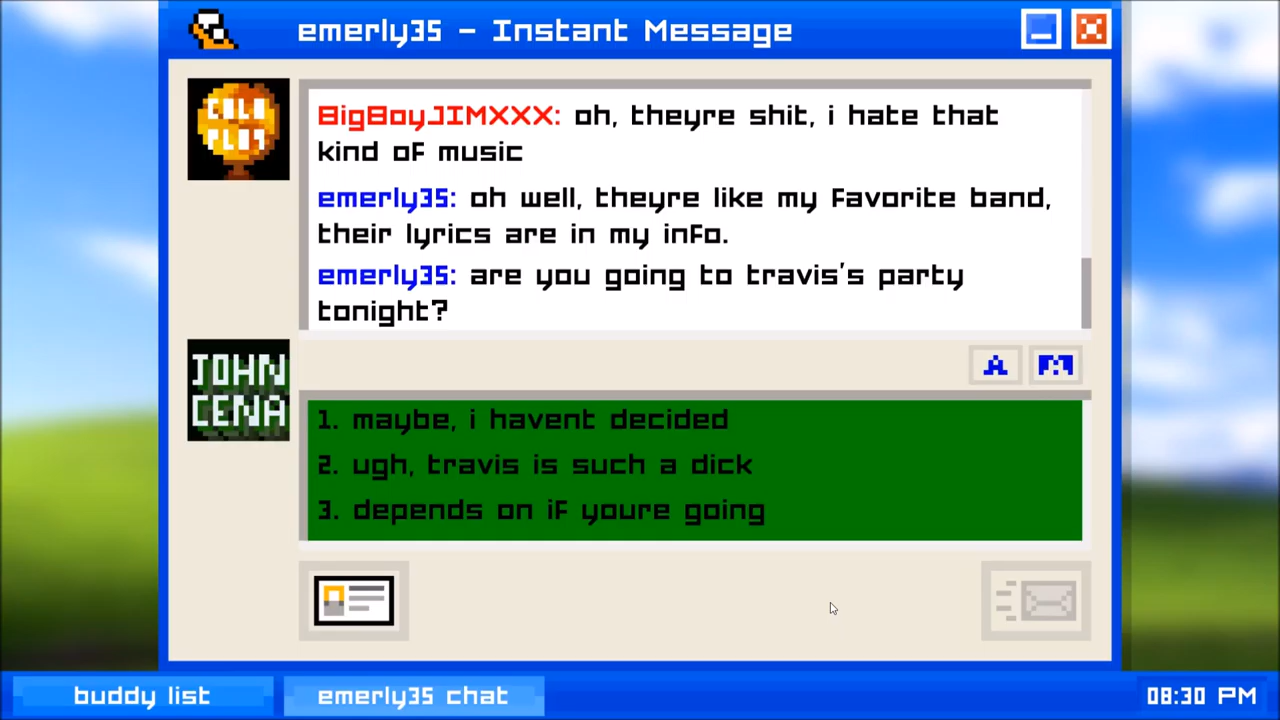 emerly35 - Instant Message
COLD
PLAY
BigBoyJIMXXX: oh, theyre shit, i hate that
kind of music
emerly35: oh well, theyre like my favorite band,
their lyrics are in my info.
emerly35: are you going to travis's party
tonight?
JOHN
CENA
A
1. maybe, i havent decided
2. ugh, travis is such a dick
3. depends on if youre going
buddy list
emerly35 chat
08:30 PM